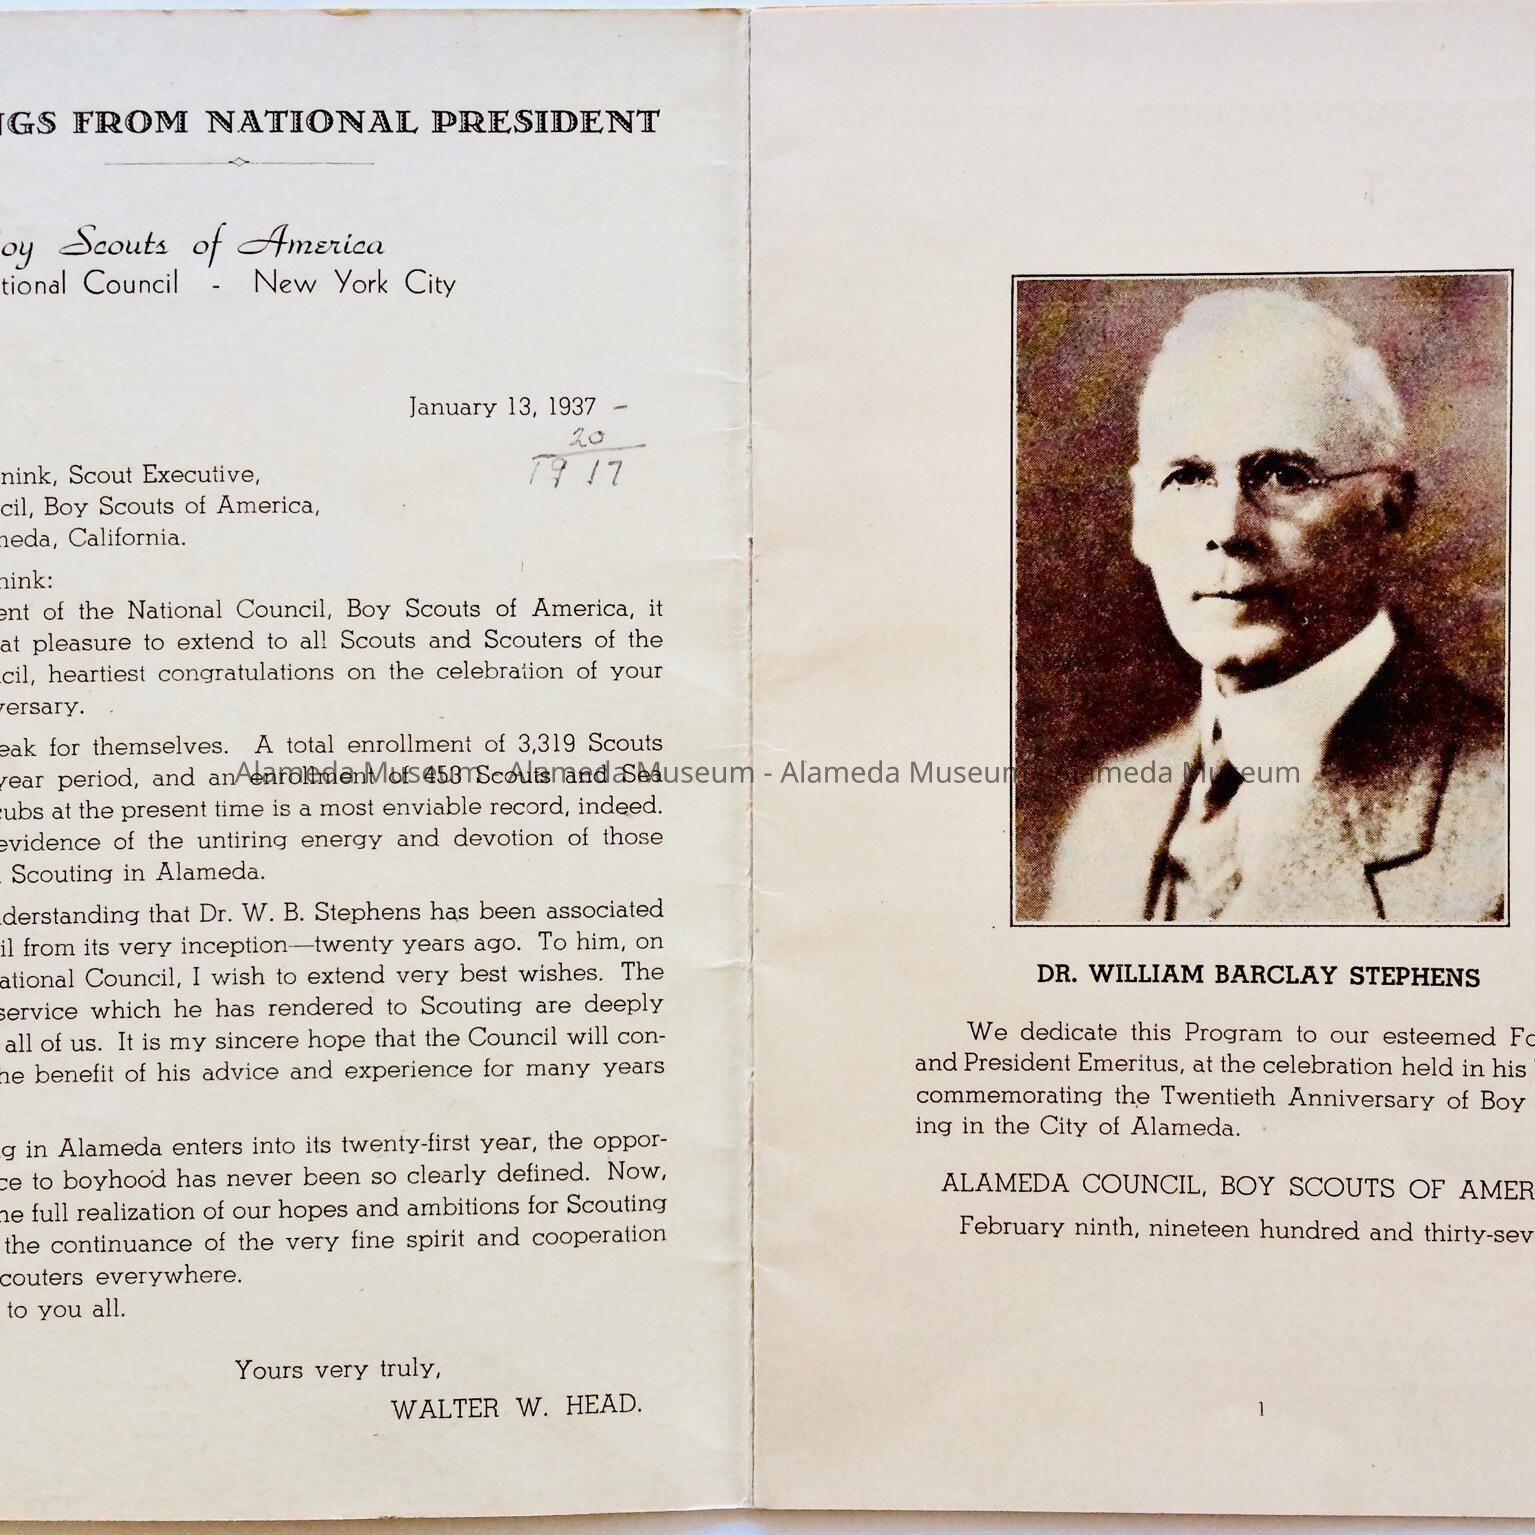 NGS FROM NATIONAL PRESIDENT
oy Scouts of America
tional Council - New York City
January 13, 1937 -
20
1917
nink, Scout Executive,
cil, Boy Scouts of America,
meda, California.
nink:
ent of the National Council, Boy Scouts of America, it
at pleasure to extend to all Scouts and Scouters of the
cil, heartiest congratulations on the celebration of your
versary.
eak for themselves. A total enrollment of 3,319 Scouts
year period, and an enrollment of 453 Scouts and Sea
cubs at the present time is a most enviable record, indeed.
evidence of the untiring energy and devotion of those
Scouting in Alameda.
derstanding that Dr. W. B. Stephens has been associated
il from its very inception—twenty years ago. To him, on
ational Council, I wish to extend very best wishes. The
service which he has rendered to Scouting are deeply
all of us. It is my sincere hope that the Council will con-
he benefit of his advice and experience for many years
g in Alameda enters into its twenty-first year, the oppor-
ce to boyhood has never been so clearly defined. Now,
he full realization of our hopes and ambitions for Scouting
the continuance of the very fine spirit and cooperation
couters everywhere.
to you all.
Yours very truly,
WALTER W. HEAD.
Alameda Museum - Alameda Museum - Alameda Museum - Alameda Museum
DR. WILLIAM BARCLAY STEPHENS
We dedicate this Program to our esteemed Fo
and President Emeritus, at the celebration held in his
commemorating the Twentieth Anniversary of Boy
ing in the City of Alameda.
ALAMEDA COUNCIL, BOY SCOUTS OF AMER
February ninth, nineteen hundred and thirty-sev
1